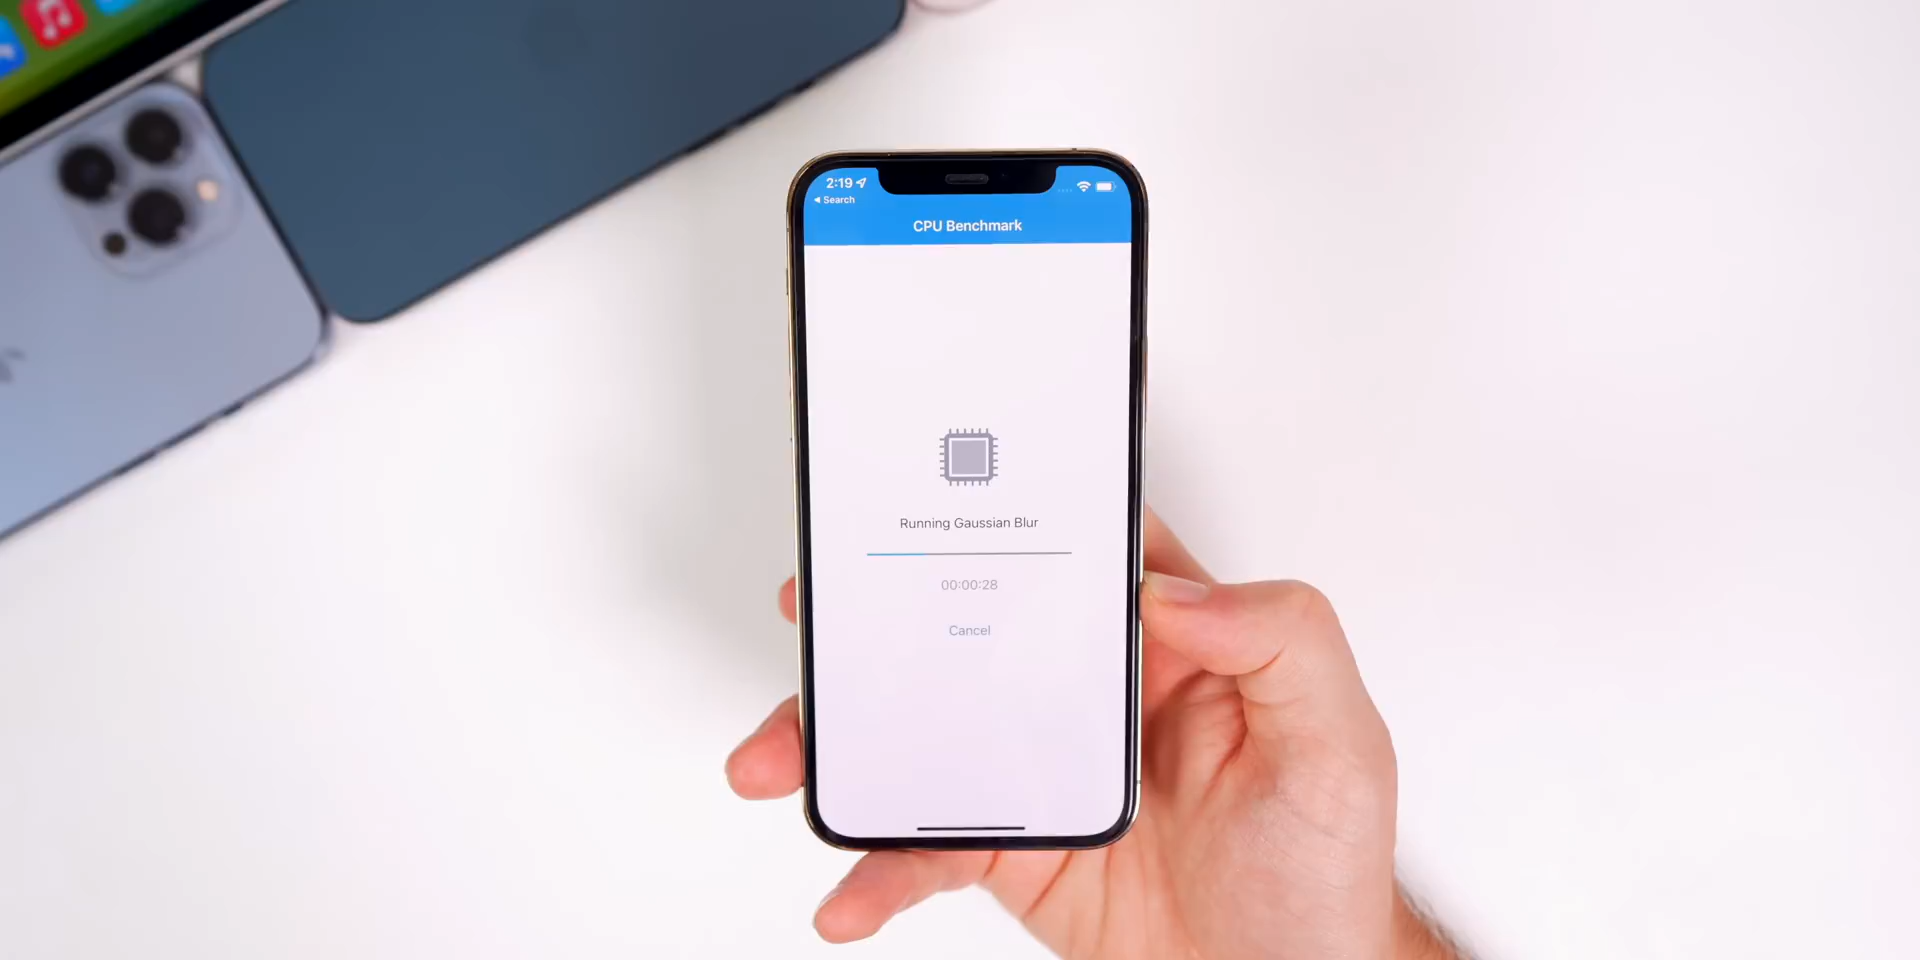 2:19
◀ Search
CPU Benchmark
Running Gaussian Blur
00:00:28
Cancel